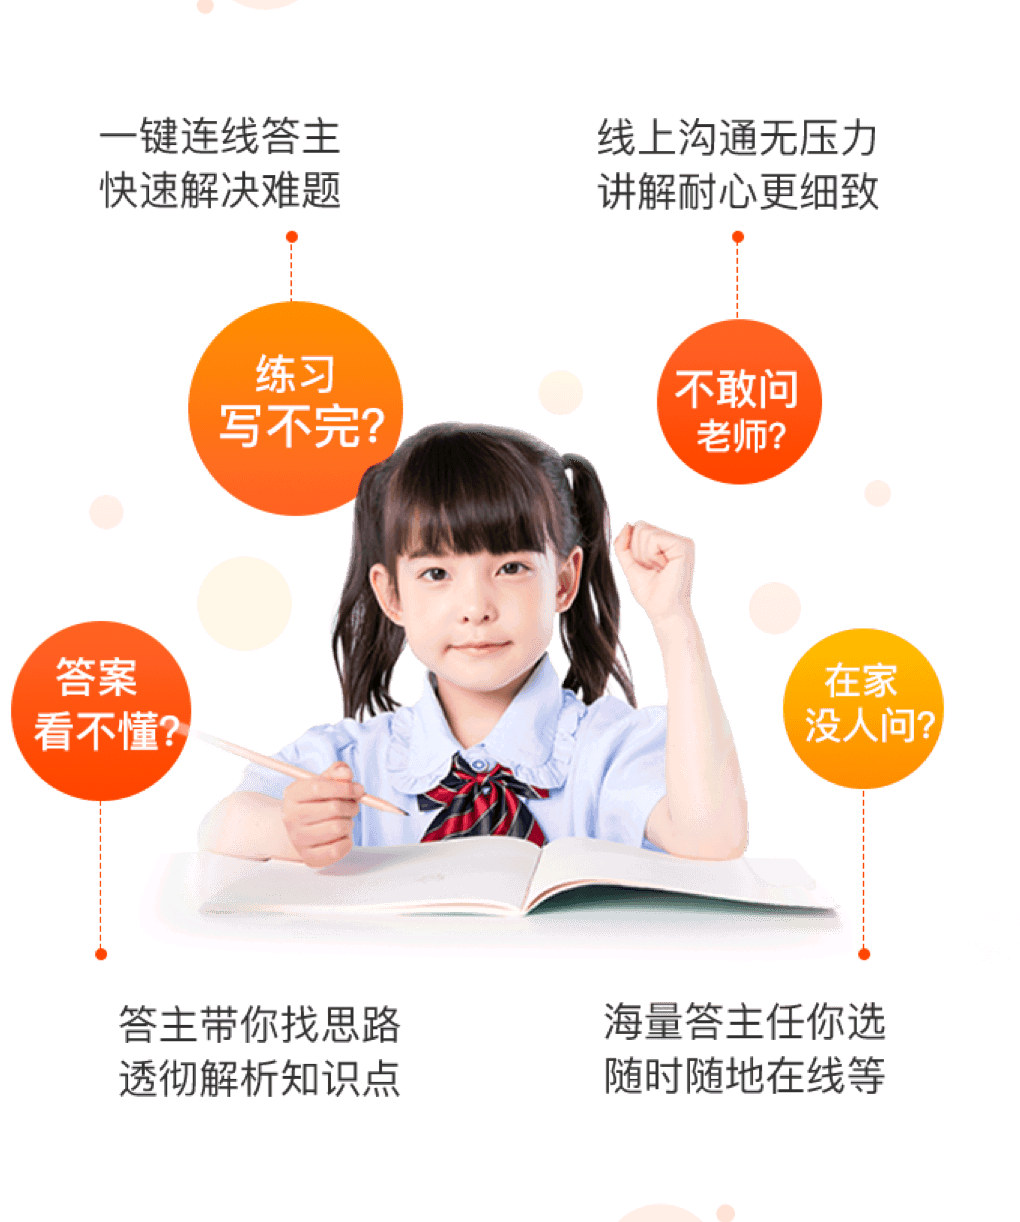 一键连线答主
快速解决难题
线上沟通无压力
讲解耐心更细致
练习
写不完?
不敢问
老师?
答案
看不懂?
在家
没人问?
答主带你找思路
透彻解析知识点
海量答主任你选
随时随地在线等